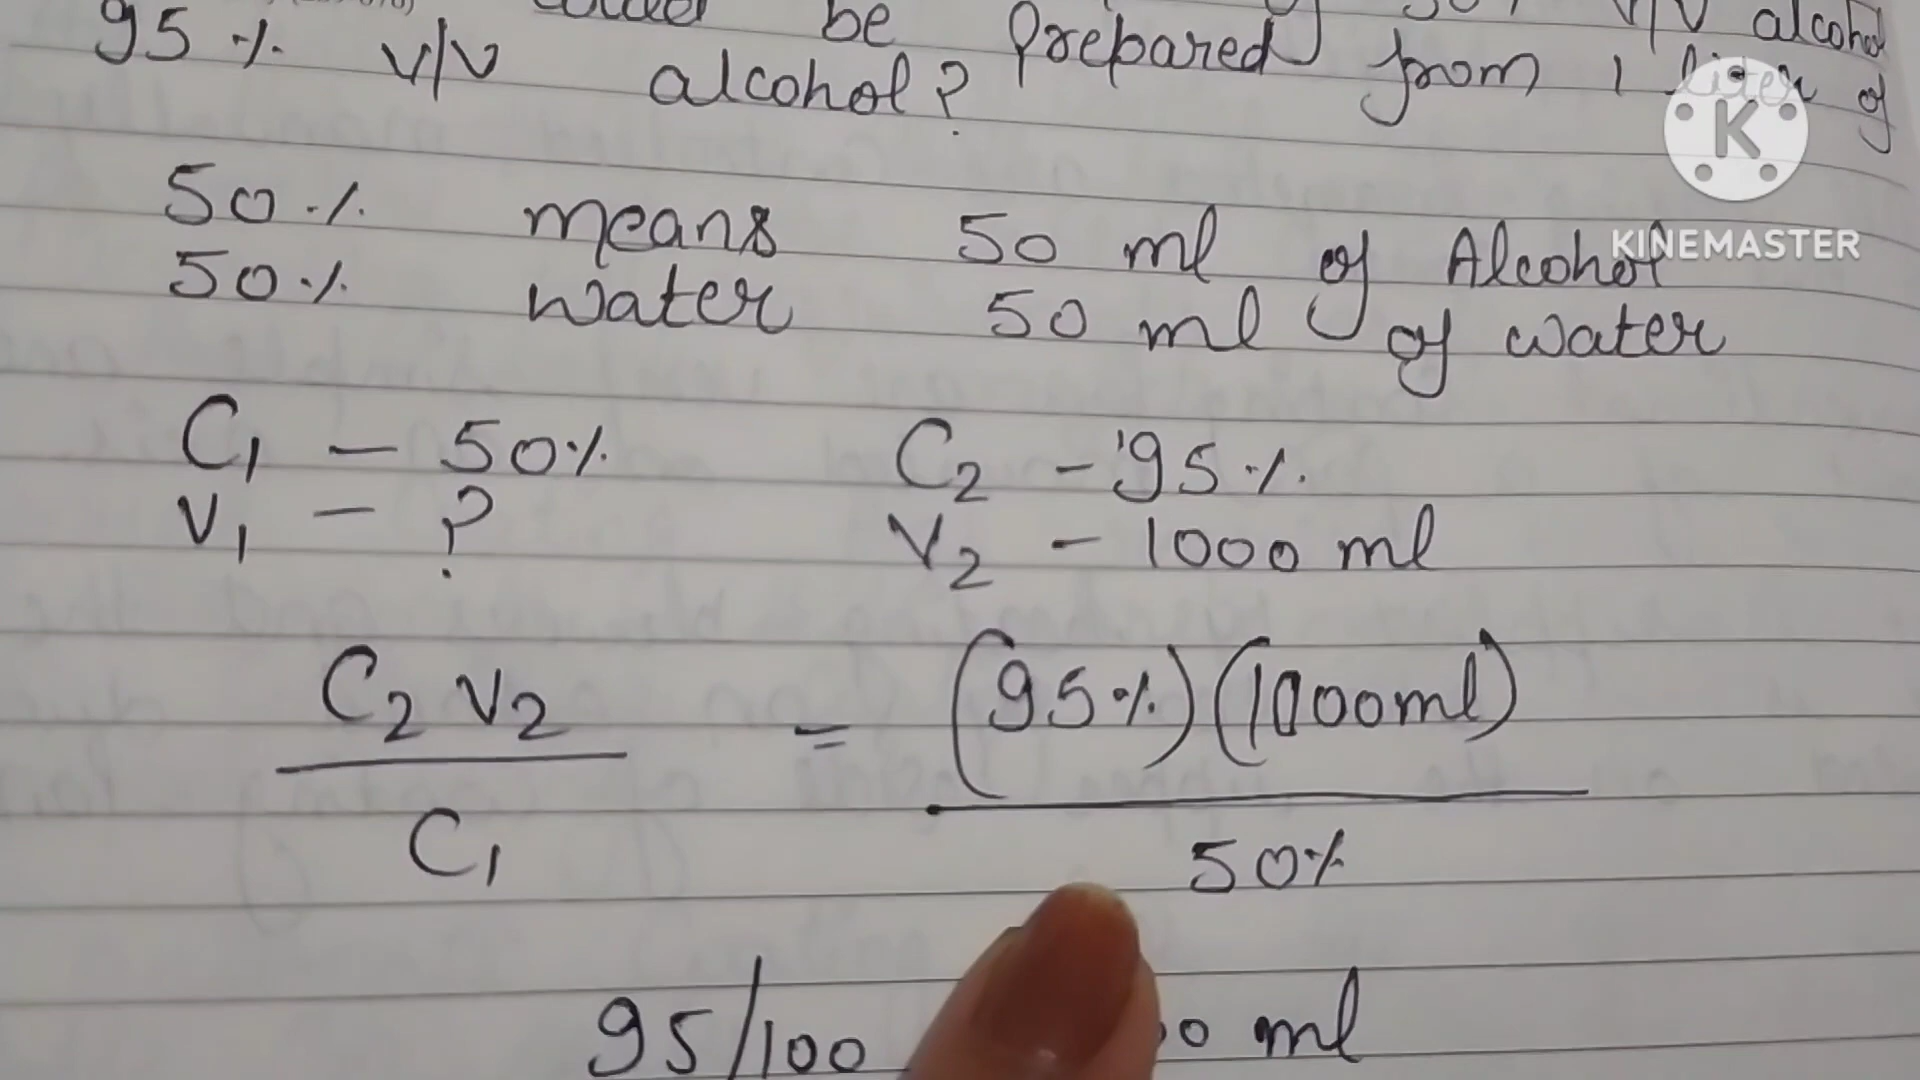 be prepared from 1 liter of
95% v/v alcohol?
v/v alcohol
K
KINEMASTER
50% means 50 ml of Alcohol
50% water 50 ml of water
C1 – 50% C2 – 95%
V1 – ? V2 – 1000 ml
C2 V2 = (95%) (1000ml)
C1 50%
95/100 ml